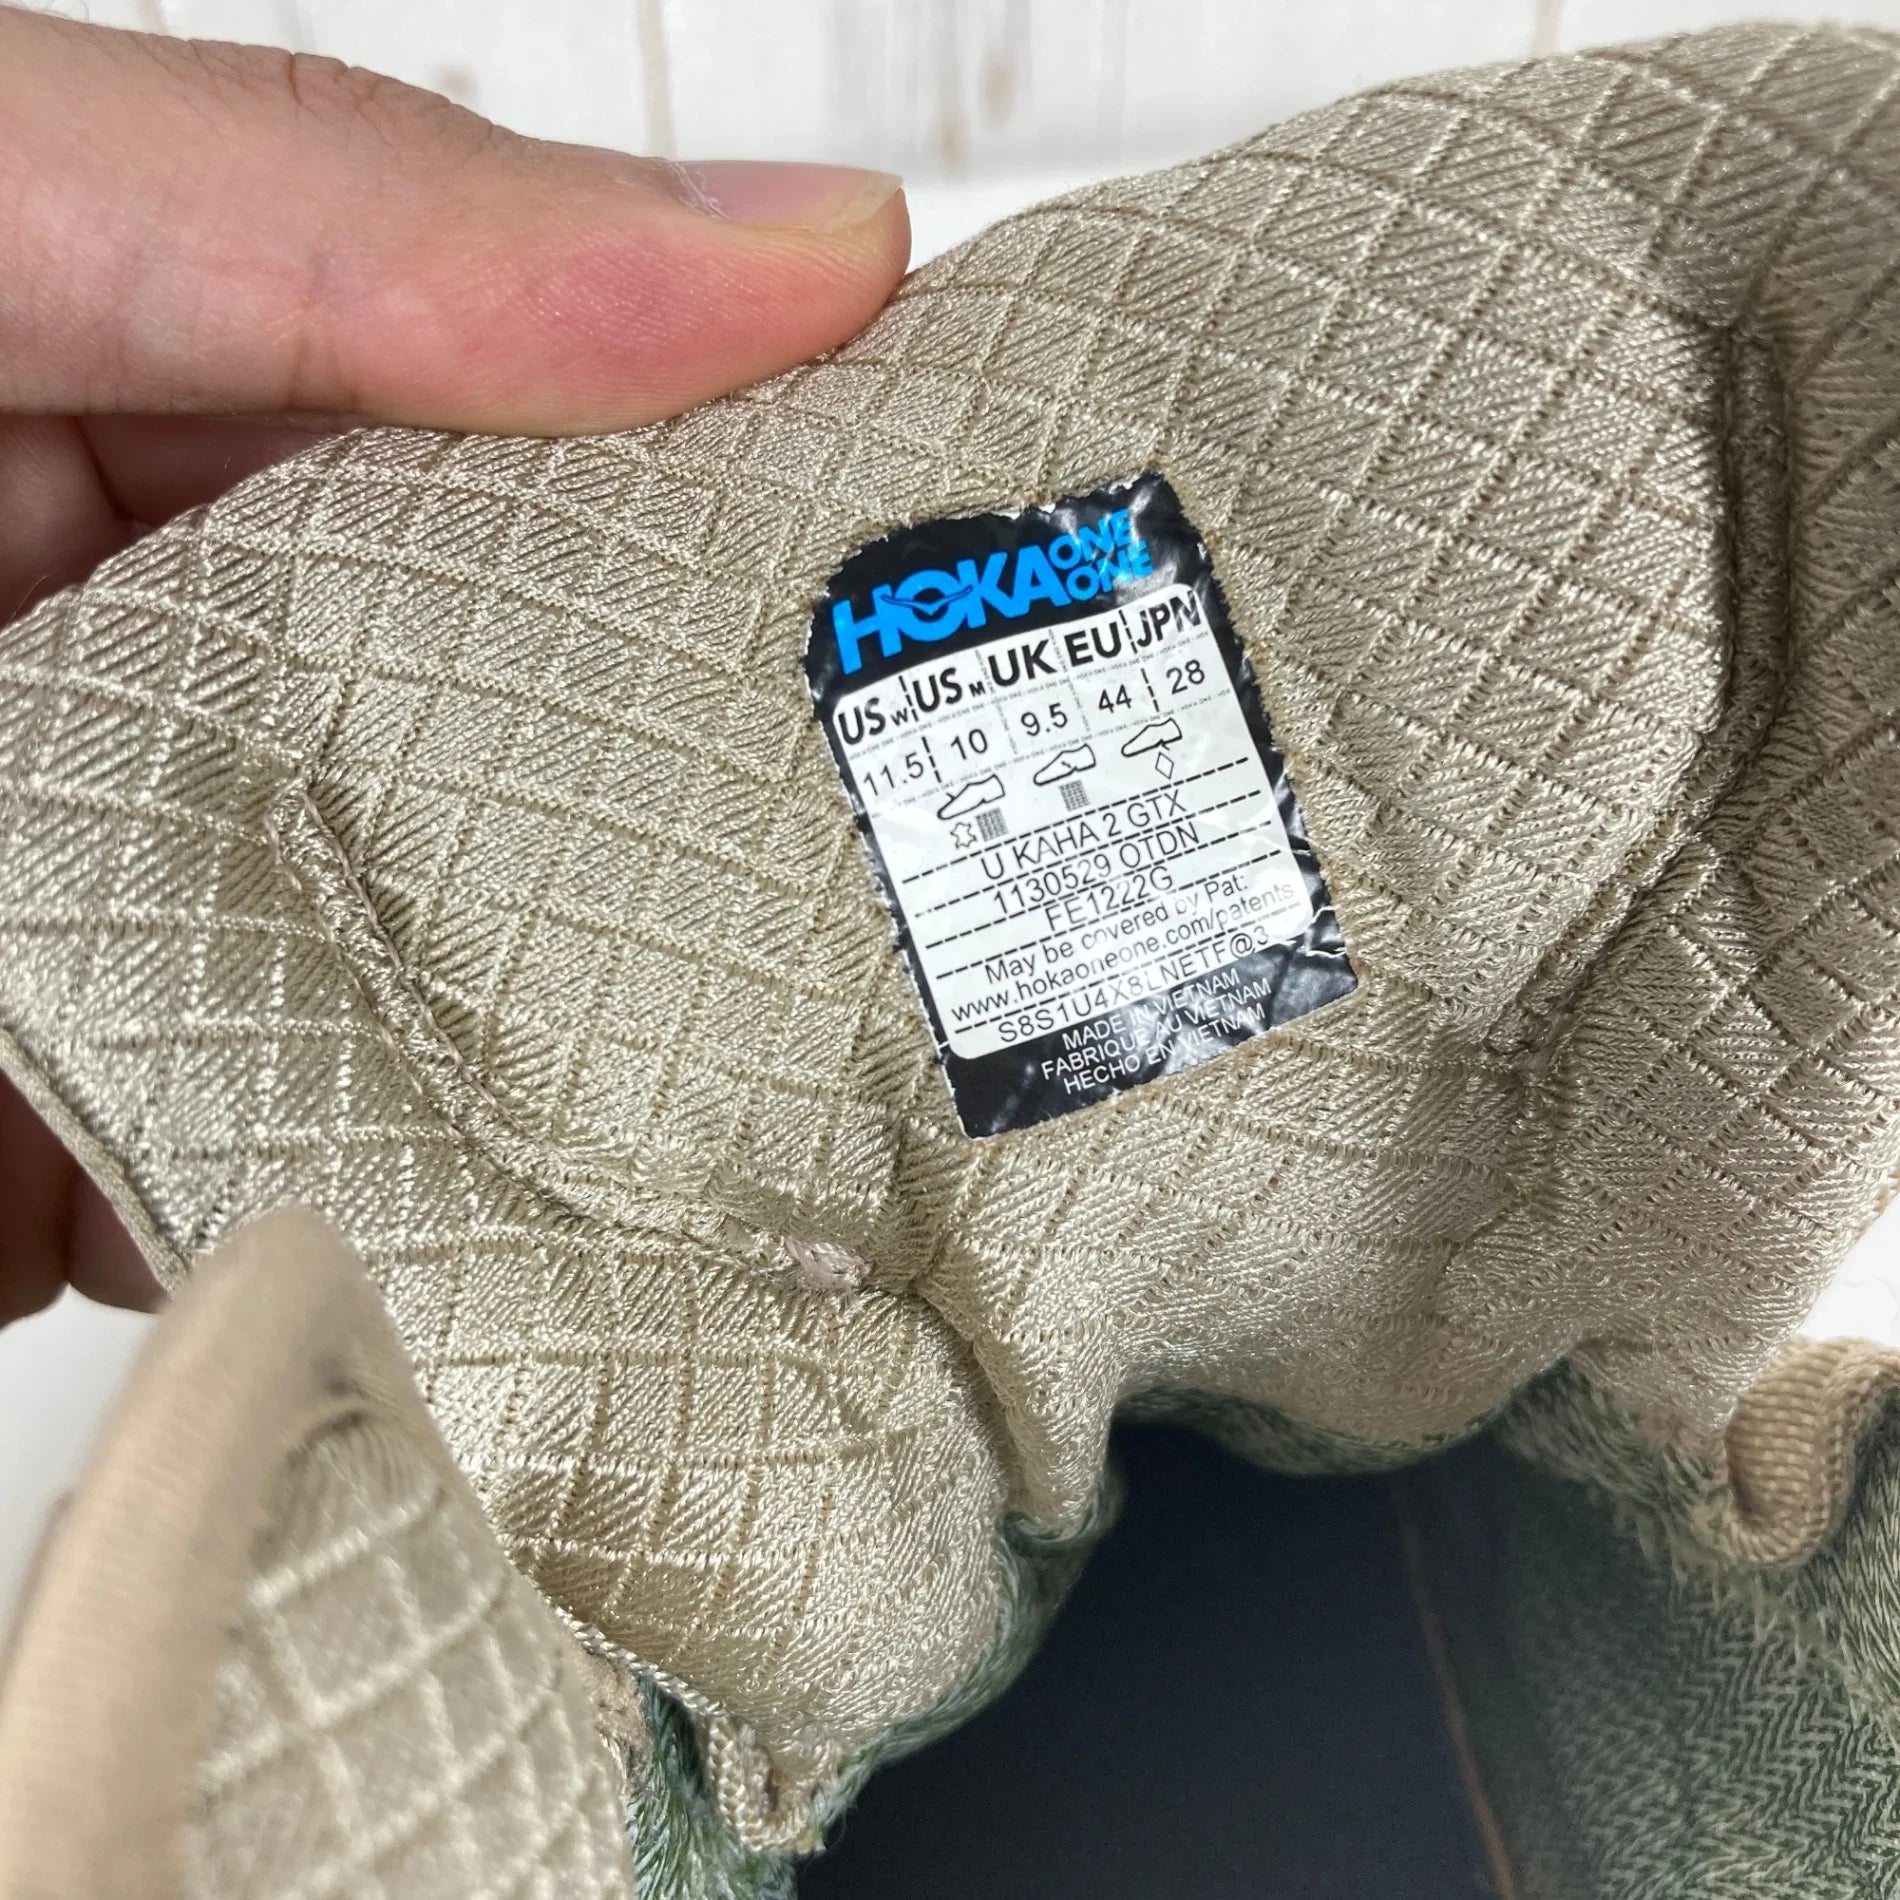 HOKA ONE ONE
US W US M UK EU JPN
11.5 10 9.5 44 28
U KAHA 2 GTX
1130529 OTDN
FE1222G
May be covered by Pat:
www.hokaoneone.com/patents
S8S1U4X8LNETF@3
MADE IN VIETNAM
FABRIQUE AU VIETNAM
HECHO EN VIETNAM